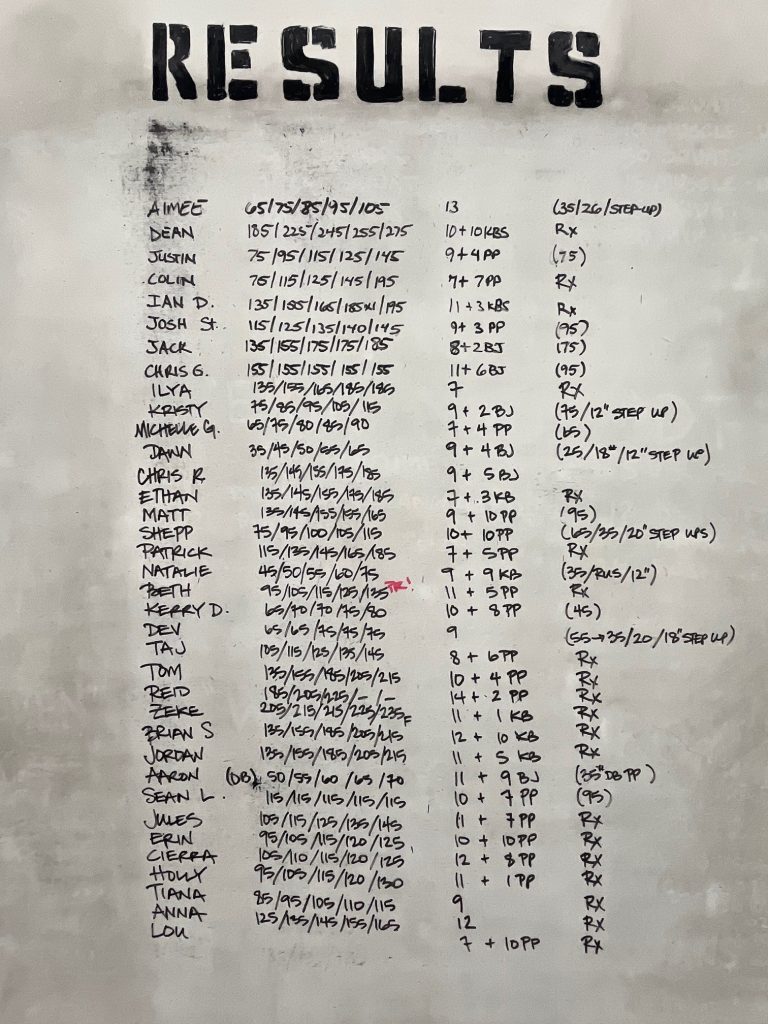 RESULTS
AIMEE 65/75/85/95/105 13 (35/26/STEP-UP)
DEAN 185/225/245/255/275 10+10KBS Rx
JUSTIN 75/95/115/125/145 9+4PP (75)
COLIN 75/115/125/145/195 7+7PP Rx
IAN D. 135/155/165/185x1/195 11+3KBS Rx
JOSH St. 115/125/135/140/145 9+3PP (95)
JACK 135/155/175/175/185 8+2BJ (75)
CHRIS G. 155/155/155/155/155 11+6BJ (95)
ILYA 135/155/165/185/185 7 Rx
KRISTY 75/85/95/105/115 9+2BJ (75/12" STEP UP)
MICHELLE G. 65/75/80/85/90 7+4PP (65)
DAWN 35/45/50/55/65 9+4BJ (25/18#/12" STEP UP)
CHRIS R 135/145/155/175/185 9+5BJ
ETHAN 135/145/155/175/185 7+3KB Rx
MATT 135/145/155/155/165 9+10PP (95)
SHEPP 75/95/100/105/115 10+10PP (65/35/20" STEP UPS)
PATRICK 115/135/145/165/185 7+5PP Rx
NATALIE 45/50/55/60/75 9+9KB (35/RUS/12")
BETH 95/105/115/125/135 PR! 11+5PP Rx
KERRY D. 65/70/70/75/80 10+8PP (45)
DEV 65/65/75/75/75 9 (55→35/20/18" STEP UP)
TAJ 105/115/125/135/145 8+6PP Rx
TOM 135/155/185/205/215 10+4PP Rx
REID 185/205/225/-/- 14+2PP Rx
ZEKE 205/215/215/225/235F 11+1KB Rx
BRIAN S 135/155/185/205/215 12+10KB Rx
JORDAN 135/155/185/205/215 11+5KB Rx
AARON (DB) 50/55/60/65/70 11+9BJ (35# DB PP)
SEAN L. 115/115/115/115/115 10+7PP (95)
JULES 105/115/125/135/145 11+7PP Rx
ERIN 95/105/115/120/125 10+10PP Rx
CIERRA 105/110/115/120/125 12+8PP Rx
HOLLY 95/105/115/120/130 11+1PP Rx
TIANA 85/95/105/110/115 9 Rx
ANNA 125/135/145/155/165 12 Rx
LOU 7+10PP Rx